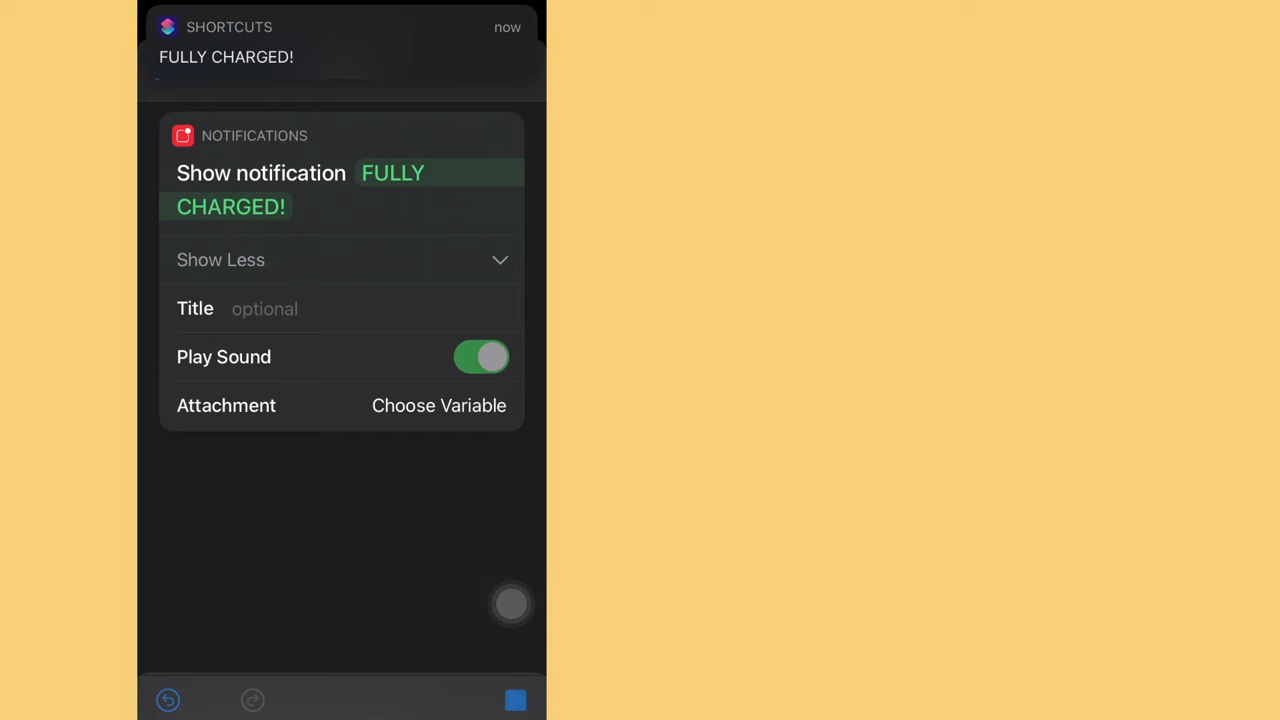 SHORTCUTS now
FULLY CHARGED!
NOTIFICATIONS
Show notification FULLY
CHARGED!
Show Less
Title optional
Play Sound
Attachment Choose Variable